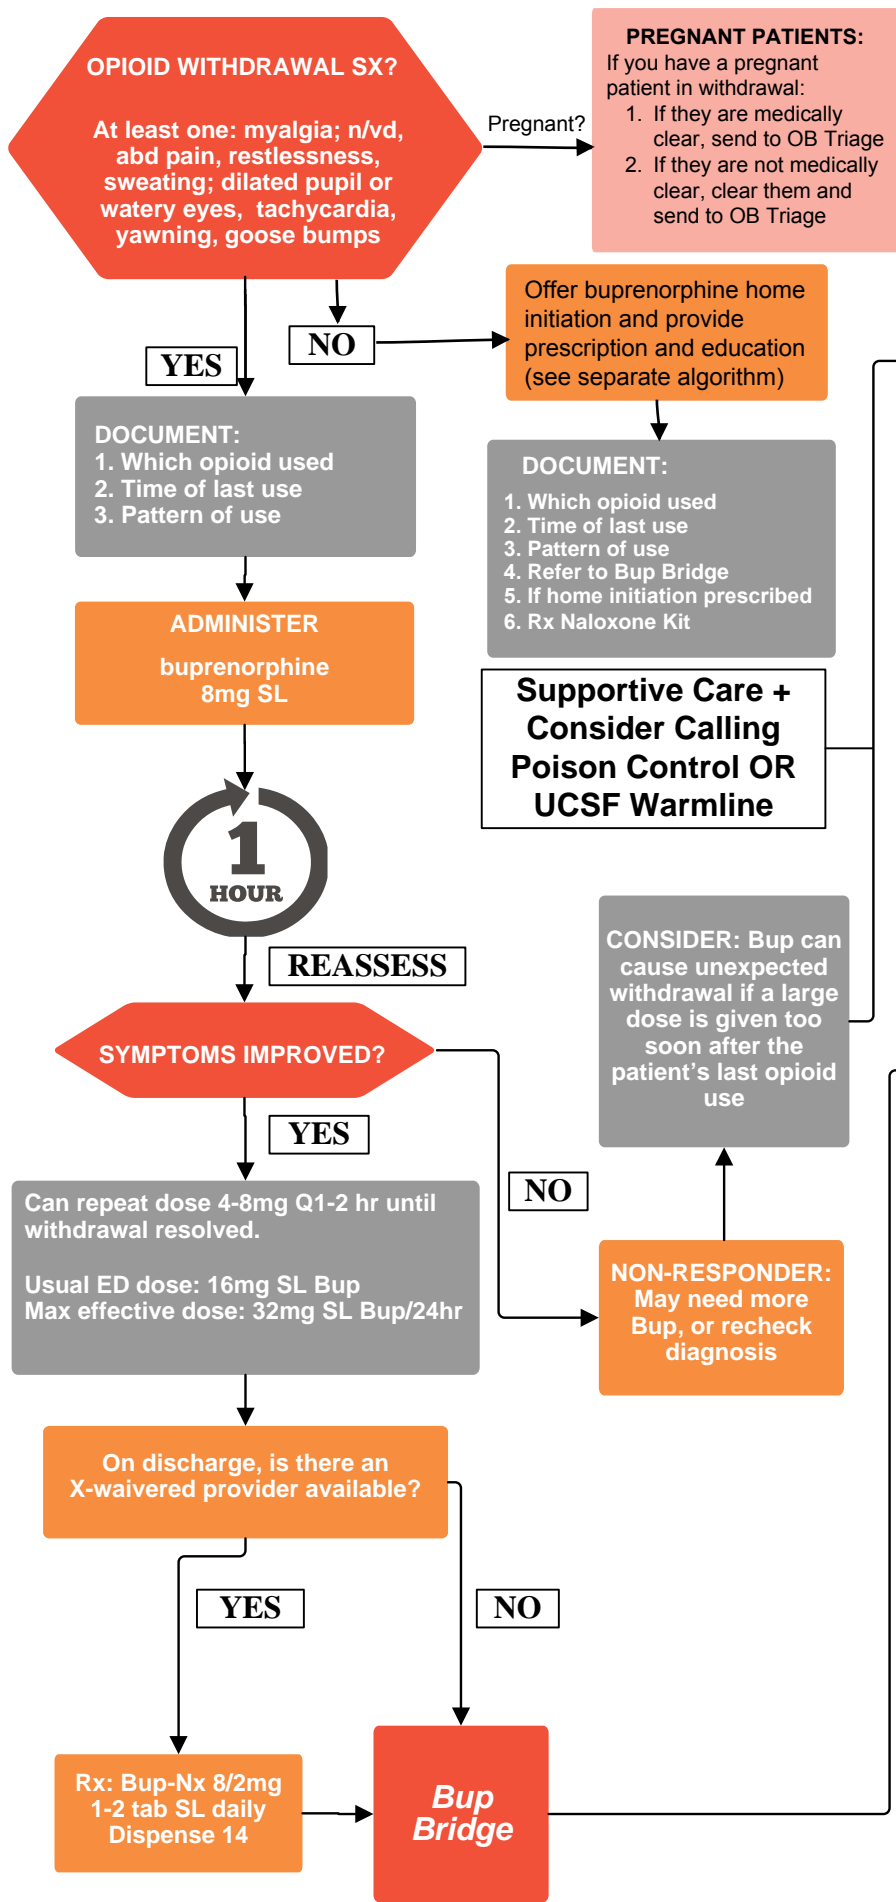 OPIOID WITHDRAWAL SX?
At least one: myalgia; n/vd,
abd pain, restlessness,
sweating; dilated pupil or
watery eyes, tachycardia,
yawning, goose bumps
Pregnant?
PREGNANT PATIENTS:
If you have a pregnant
patient in withdrawal:
1. If they are medically
clear, send to OB Triage
2. If they are not medically
clear, clear them and
send to OB Triage
YES
NO
Offer buprenorphine home
initiation and provide
prescription and education
(see separate algorithm)
DOCUMENT:
1. Which opioid used
2. Time of last use
3. Pattern of use
DOCUMENT:
1. Which opioid used
2. Time of last use
3. Pattern of use
4. Refer to Bup Bridge
5. If home initiation prescribed
6. Rx Naloxone Kit
ADMINISTER
buprenorphine
8mg SL
Supportive Care +
Consider Calling
Poison Control OR
UCSF Warmline
1
HOUR
REASSESS
CONSIDER: Bup can
cause unexpected
withdrawal if a large
dose is given too
soon after the
patient's last opioid
use
SYMPTOMS IMPROVED?
YES
NO
Can repeat dose 4-8mg Q1-2 hr until
withdrawal resolved.
Usual ED dose: 16mg SL Bup
Max effective dose: 32mg SL Bup/24hr
NON-RESPONDER:
May need more
Bup, or recheck
diagnosis
On discharge, is there an
X-waivered provider available?
YES
NO
Rx: Bup-Nx 8/2mg
1-2 tab SL daily
Dispense 14
Bup
Bridge